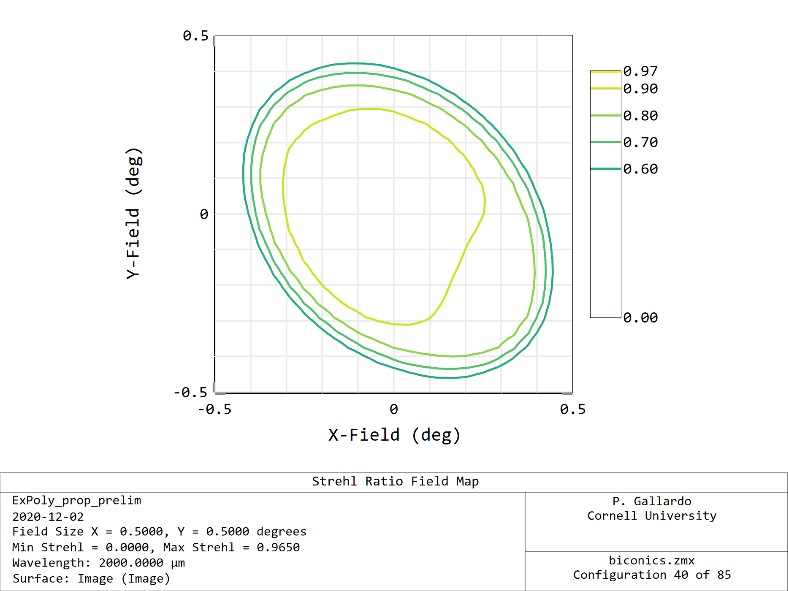 0.5
0
-0.5
Y-Field (deg)
-0.5
0
0.5
X-Field (deg)
0.97
0.90
0.80
0.70
0.60
0.00
Strehl Ratio Field Map
ExPoly_prop_prelim
2020-12-02
Field Size X = 0.5000, Y = 0.5000 degrees
Min Strehl = 0.0000, Max Strehl = 0.9650
Wavelength: 2000.0000 µm
Surface: Image (Image)
P. Gallardo
Cornell University
biconics.zmx
Configuration 40 of 85